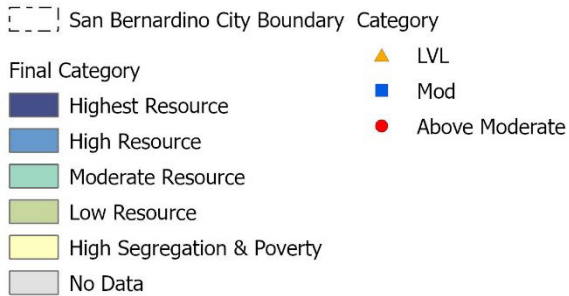 San Bernardino City Boundary
Final Category
Highest Resource
High Resource
Moderate Resource
Low Resource
High Segregation & Poverty
No Data
Category
LVL
Mod
Above Moderate